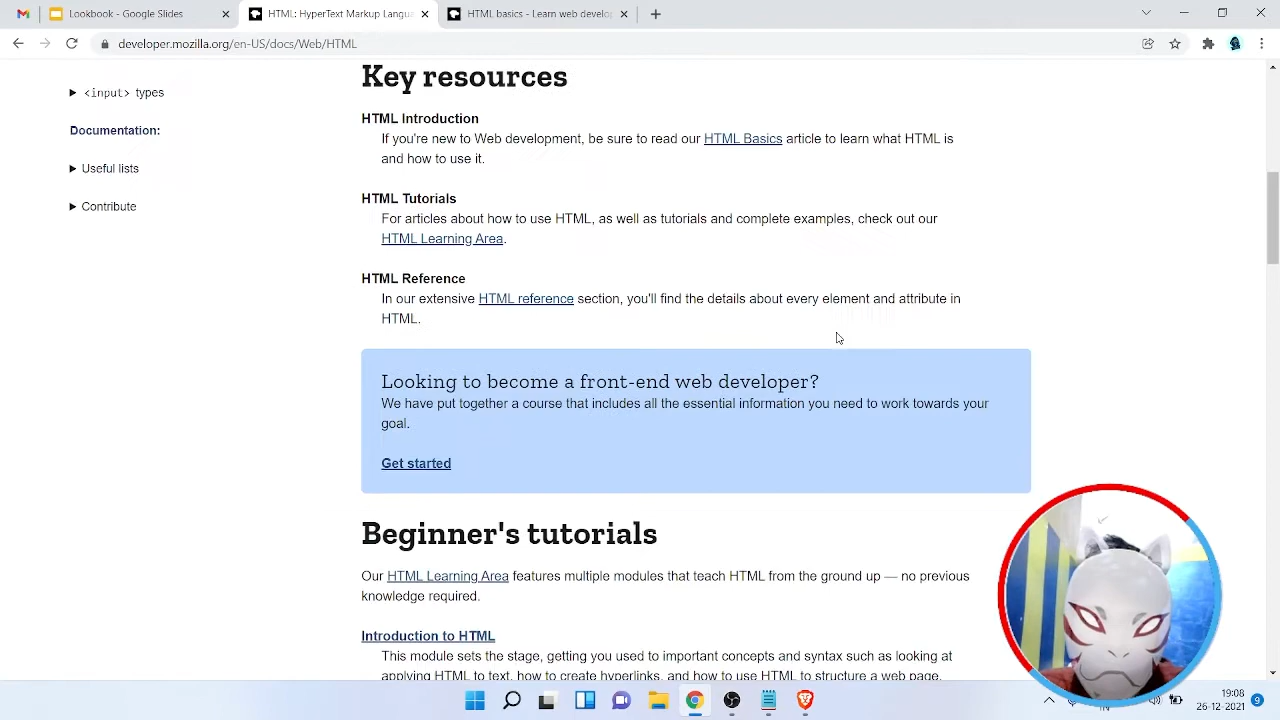 Lookbook - Google Slides
HTML: HyperText Markup Langu
HTML basics - Learn web develop
developer.mozilla.org/en-US/docs/Web/HTML
<input> types
Documentation:
Useful lists
Contribute
Key resources
HTML Introduction
If you're new to Web development, be sure to read our HTML Basics article to learn what HTML is
and how to use it.
HTML Tutorials
For articles about how to use HTML, as well as tutorials and complete examples, check out our
HTML Learning Area.
HTML Reference
In our extensive HTML reference section, you'll find the details about every element and attribute in
HTML.
Looking to become a front-end web developer?
We have put together a course that includes all the essential information you need to work towards your
goal.
Get started
Beginner's tutorials
Our HTML Learning Area features multiple modules that teach HTML from the ground up — no previous
knowledge required.
Introduction to HTML
This module sets the stage, getting you used to important concepts and syntax such as looking at
applying HTML to text, how to create hyperlinks, and how to use HTML to structure a web page.
19:08
26-12-2021
9